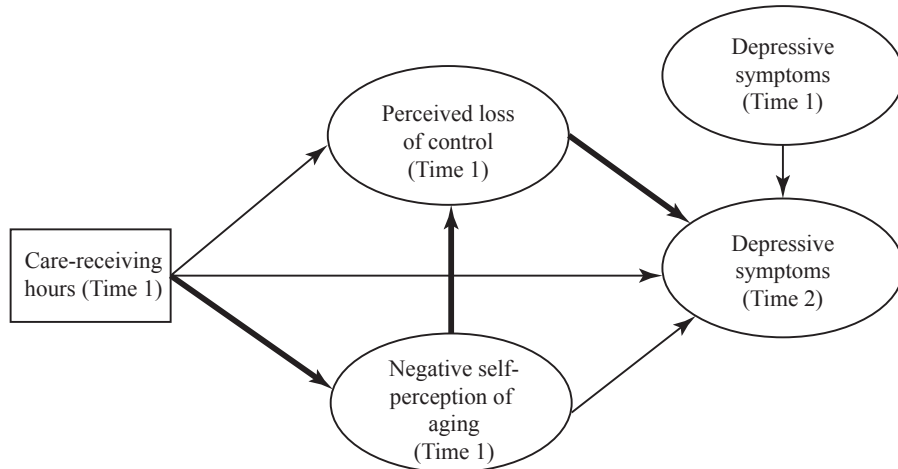 Depressive
symptoms
(Time 1)
Perceived loss
of control
(Time 1)
Care-receiving
hours (Time 1)
Depressive
symptoms
(Time 2)
Negative self-
perception of
aging
(Time 1)